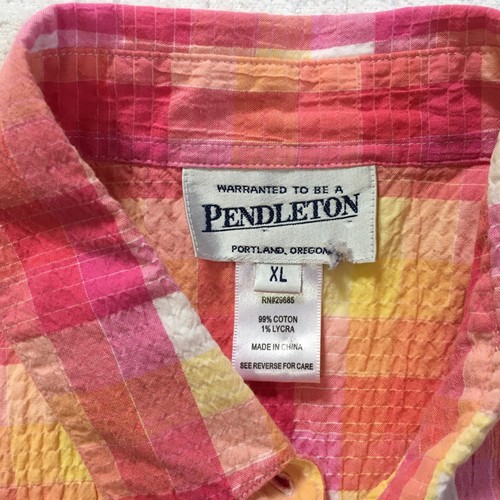 WARRANTED TO BE A
PENDLETON
PORTLAND, OREGON
XL
RN#29685
99% COTON
1% LYCRA
MADE IN CHINA
SEE REVERSE FOR CARE